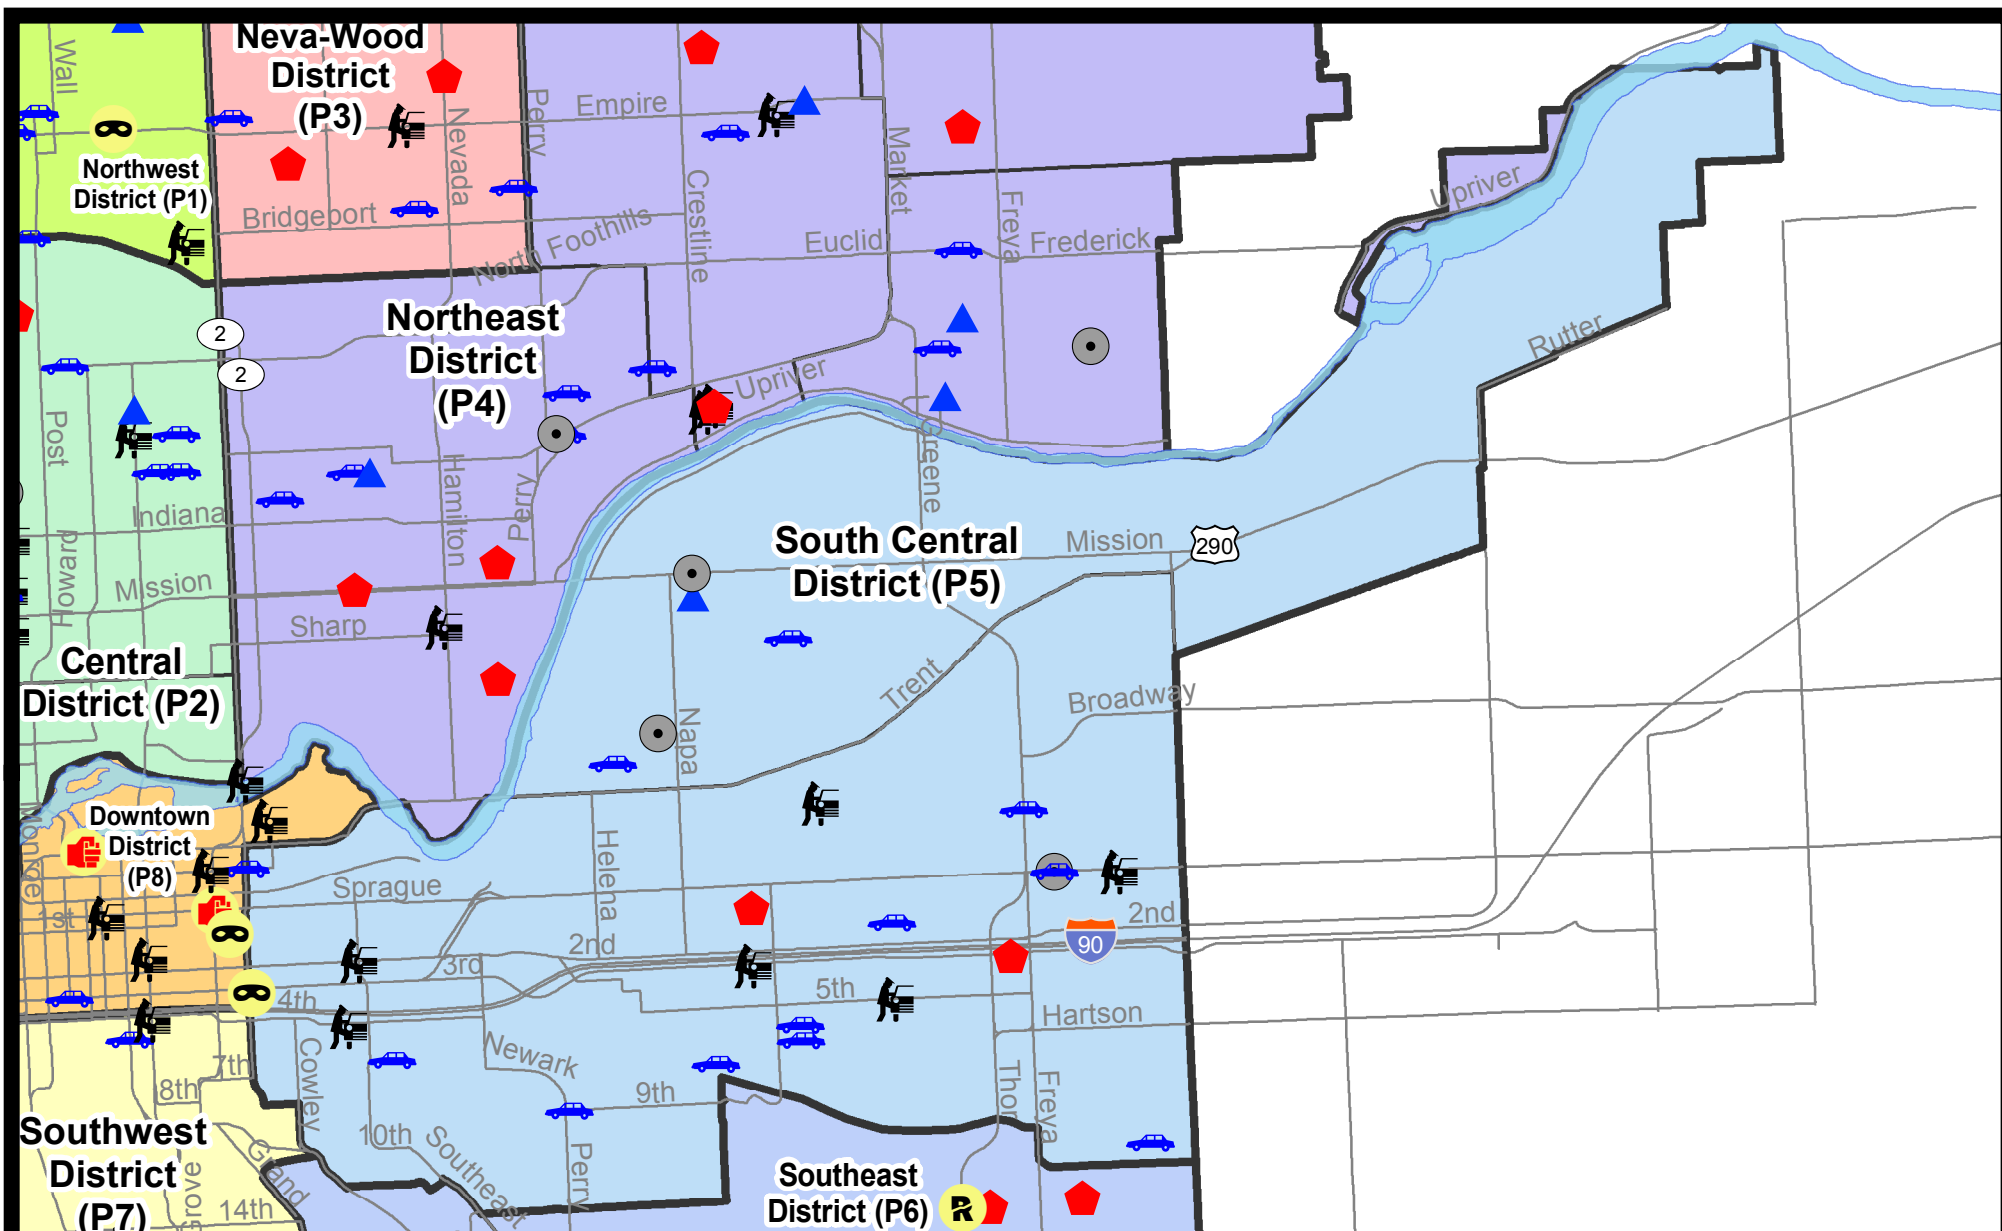 Neva-Wood
District
(P3)
Wall
Empire
Perry
Nevada
Market
Northwest
District (P1)
Bridgeport
North Foothills
Crestline
Euclid
Freya
Frederick
Upriver
Northeast
District
(P4)
2
2
Rutter
Upriver
Post
Hamilton
Perry
Greene
Indiana
Howard
Mission
Sharp
South Central
District (P5)
Mission
290
Central
District (P2)
Trent
Broadway
Napa
Monroe
Downtown
District
(P8)
Helena
Sprague
1st
2nd
2nd
90
3rd
4th
5th
Hartson
Cowley
Newark
7th
8th
9th
Thor
Freya
10th
Southeast
Perry
Southwest
District
(P7)
Grove
Grand
14th
Southeast
District (P6)
R